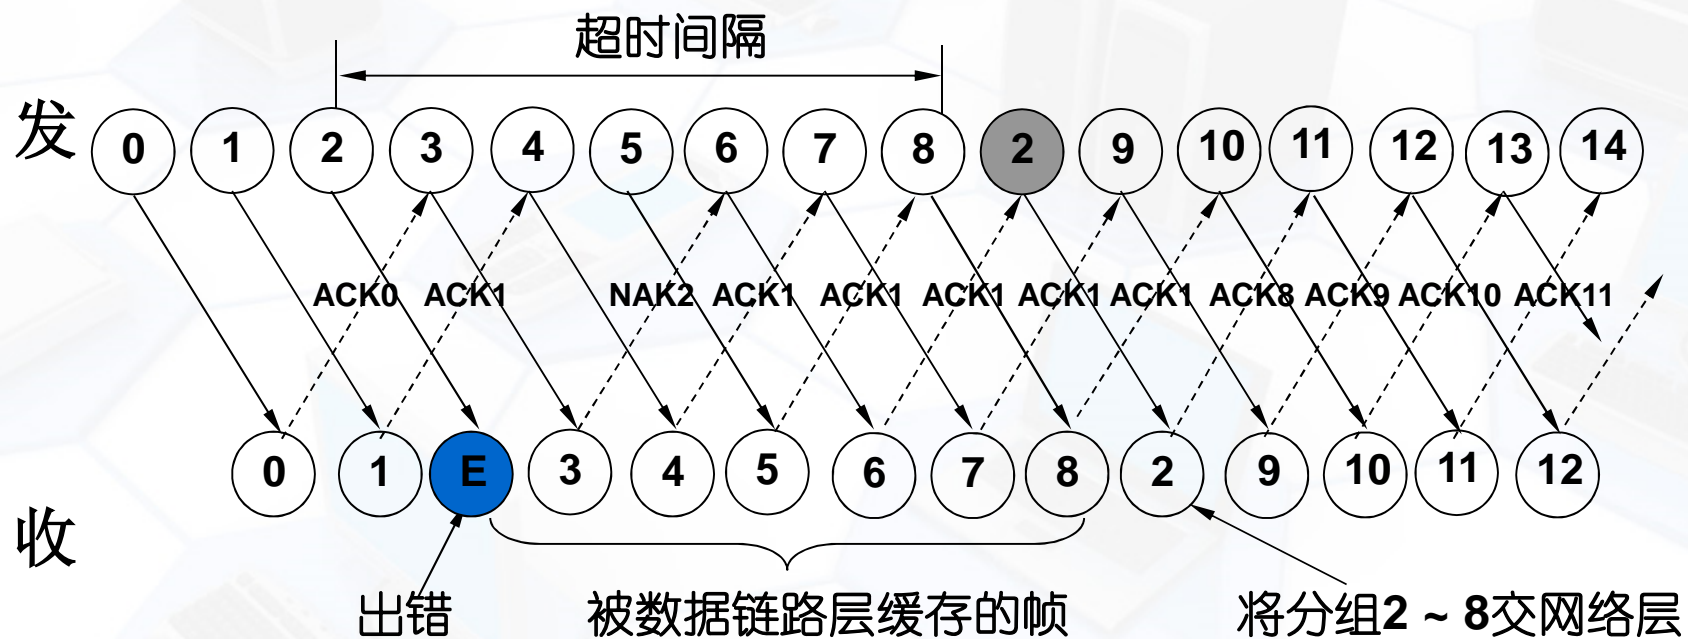 超时间隔
发 0 1 2 3 4 5 6 7 8 2 9 10 11 12 13 14
ACK0 ACK1 NAK2 ACK1 ACK1 ACK1 ACK1 ACK1 ACK8 ACK9 ACK10 ACK11
0 1 E 3 4 5 6 7 8 2 9 10 11 12
收
出错 被数据链路层缓存的帧 将分组2 ~ 8交网络层